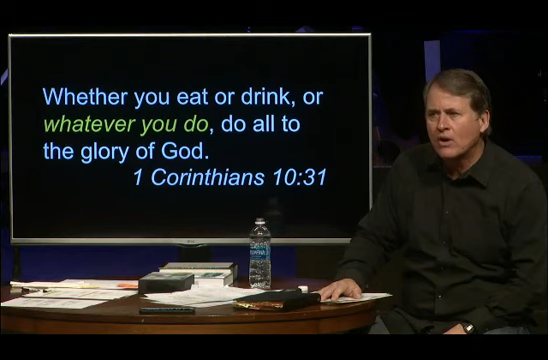 Whether you eat or drink, or
whatever you do, do all to
the glory of God.
1 Corinthians 10:31